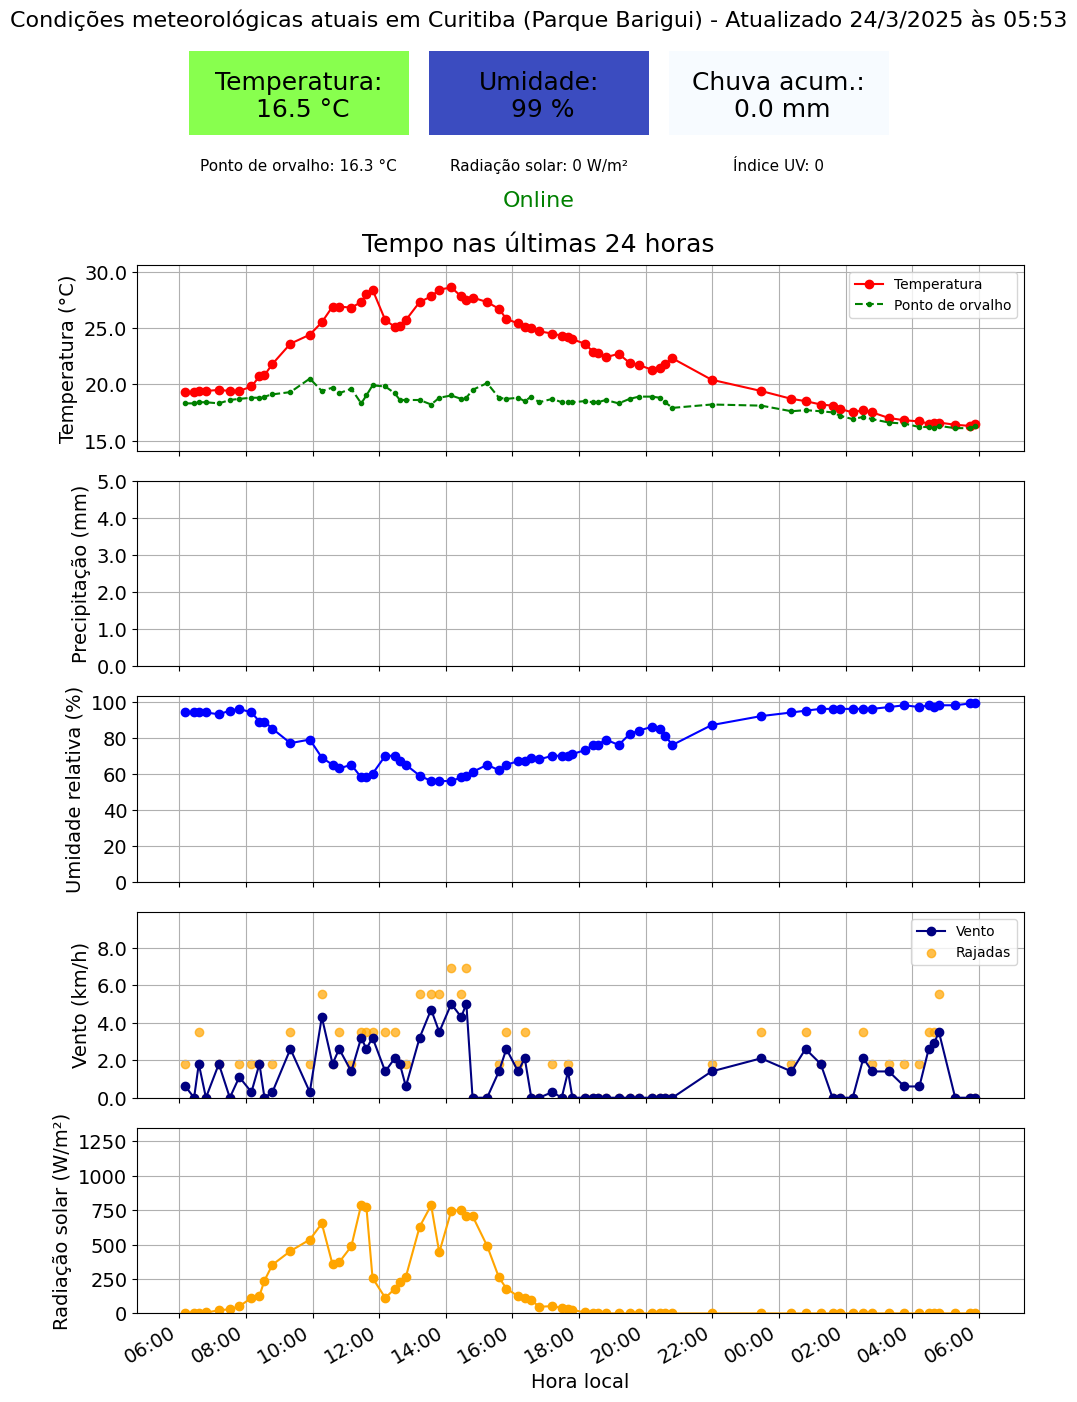 Condições meteorológicas atuais em Curitiba (Parque Barigui) - Atualizado 24/3/2025 às 05:53
Temperatura:
16.5 °C
Umidade:
99 %
Chuva acum.:
0.0 mm
Ponto de orvalho: 16.3 °C
Radiação solar: 0 W/m²
Índice UV: 0
Online
Tempo nas últimas 24 horas
Temperatura (°C)
30.0
25.0
20.0
15.0
Temperatura
Ponto de orvalho
Precipitação (mm)
5.0
4.0
3.0
2.0
1.0
0.0
Umidade relativa (%)
100
80
60
40
20
0
Vento (km/h)
8.0
6.0
4.0
2.0
0.0
Vento
Rajadas
Radiação solar (W/m²)
1250
1000
750
500
250
0
06:00
08:00
10:00
12:00
14:00
16:00
18:00
20:00
22:00
00:00
02:00
04:00
06:00
Hora local